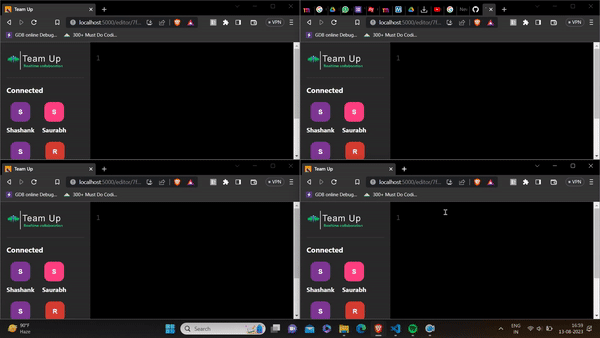 Team Up
localhost:5000/editor/7f
VPN
GDB online Debug...
300+ Must Do Codi...
Team Up
Realtime collaboration
Connected
S
S
Shashank
Saurabh
S
R
1
localhost:5000/editor/7f
VPN
GDB online Debug...
300+ Must Do Codi...
Team Up
Realtime collaboration
Connected
S
S
Shashank
Saurabh
S
R
1
Team Up
localhost:5000/editor/7f
VPN
GDB online Debug...
300+ Must Do Codi...
Team Up
Realtime collaboration
Connected
S
S
Shashank
Saurabh
S
R
1
Team Up
localhost:5000/editor/7f
VPN
GDB online Debug...
300+ Must Do Codi...
Team Up
Realtime collaboration
Connected
S
S
Shashank
Saurabh
S
R
1
90°F
Haze
Search
ENG
IN
16:59
13-08-2023